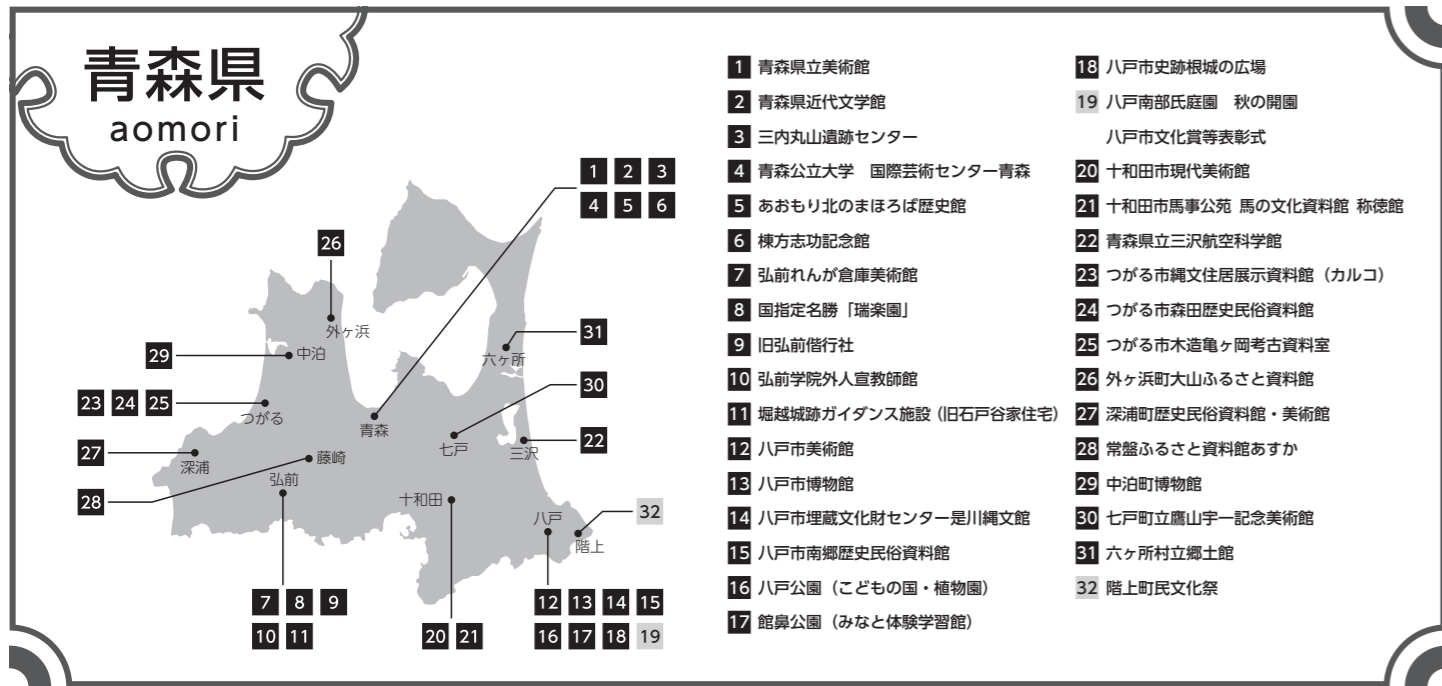 青森県
aomori
1 2 3
4 5 6
26
外ヶ浜
31
六ヶ所
29
中泊
30
23 24 25
つがる
青森
七戸
22
三沢
27
深浦
藤崎
28
弘前
十和田
八戸
32
階上
7 8 9
10 11
20 21
12 13 14 15
16 17 18 19
1 青森県立美術館
2 青森県近代文学館
3 三内丸山遺跡センター
4 青森公立大学　国際芸術センター青森
5 あおもり北のまほろば歴史館
6 棟方志功記念館
7 弘前れんが倉庫美術館
8 国指定名勝「瑞楽園」
9 旧弘前偕行社
10 弘前学院外人宣教師館
11 堀越城跡ガイダンス施設（旧石戸谷家住宅）
12 八戸市美術館
13 八戸市博物館
14 八戸市埋蔵文化財センター是川縄文館
15 八戸市南郷歴史民俗資料館
16 八戸公園（こどもの国・植物園）
17 館鼻公園（みなと体験学習館）
18 八戸市史跡根城の広場
19 八戸南部氏庭園　秋の開園
八戸市文化賞等表彰式
20 十和田市現代美術館
21 十和田市馬事公苑 馬の文化資料館 称徳館
22 青森県立三沢航空科学館
23 つがる市縄文住居展示資料館（カルコ）
24 つがる市森田歴史民俗資料館
25 つがる市木造亀ヶ岡考古資料室
26 外ヶ浜町大山ふるさと資料館
27 深浦町歴史民俗資料館・美術館
28 常盤ふるさと資料館あすか
29 中泊町博物館
30 七戸町立鷹山宇一記念美術館
31 六ヶ所村立郷土館
32 階上町民文化祭